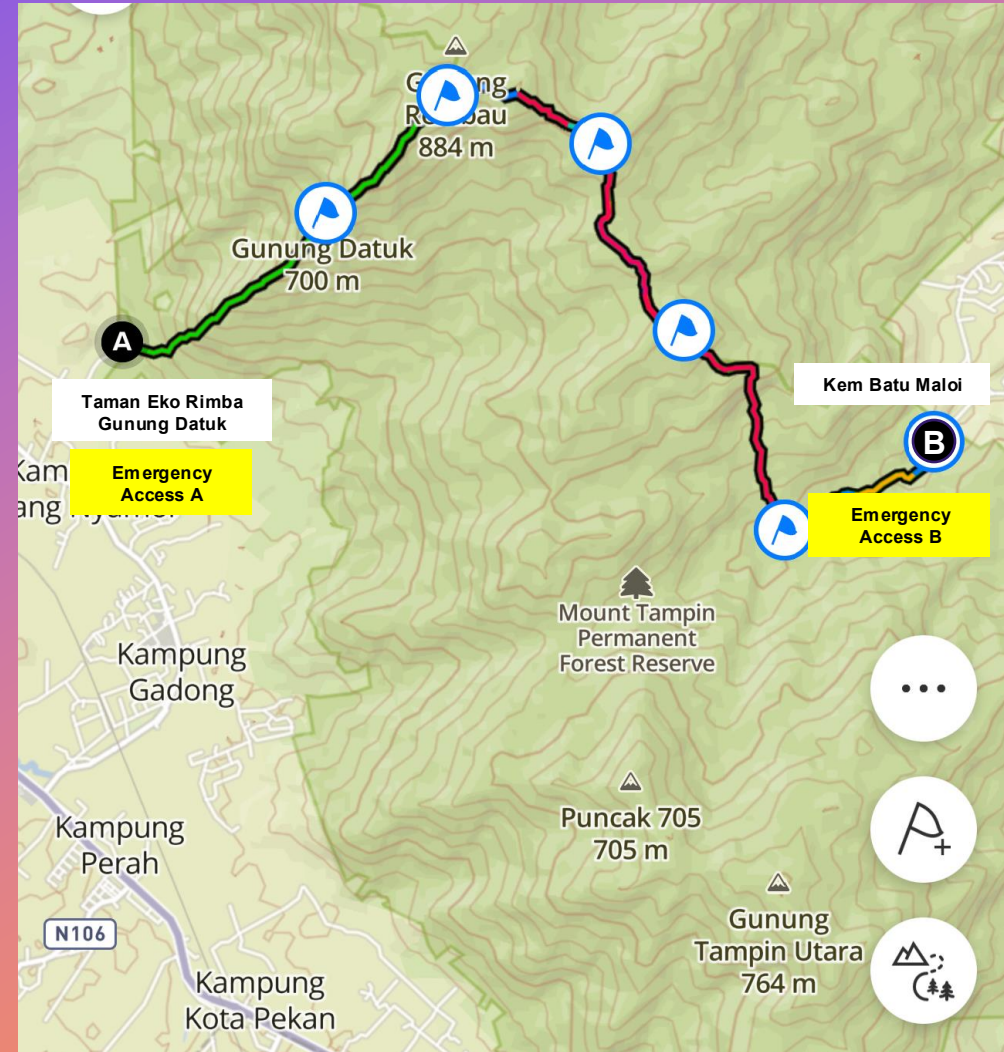 884 m
Gunung Datuk
700 m
A
Taman Eko Rimba
Gunung Datuk
Emergency
Access A
Kem Batu Maloi
B
Emergency
Access B
Mount Tampin
Permanent
Forest Reserve
Kampung
Gadong
Puncak 705
705 m
Kampung
Perah
N106
Gunung
Tampin Utara
764 m
Kampung
Kota Pekan